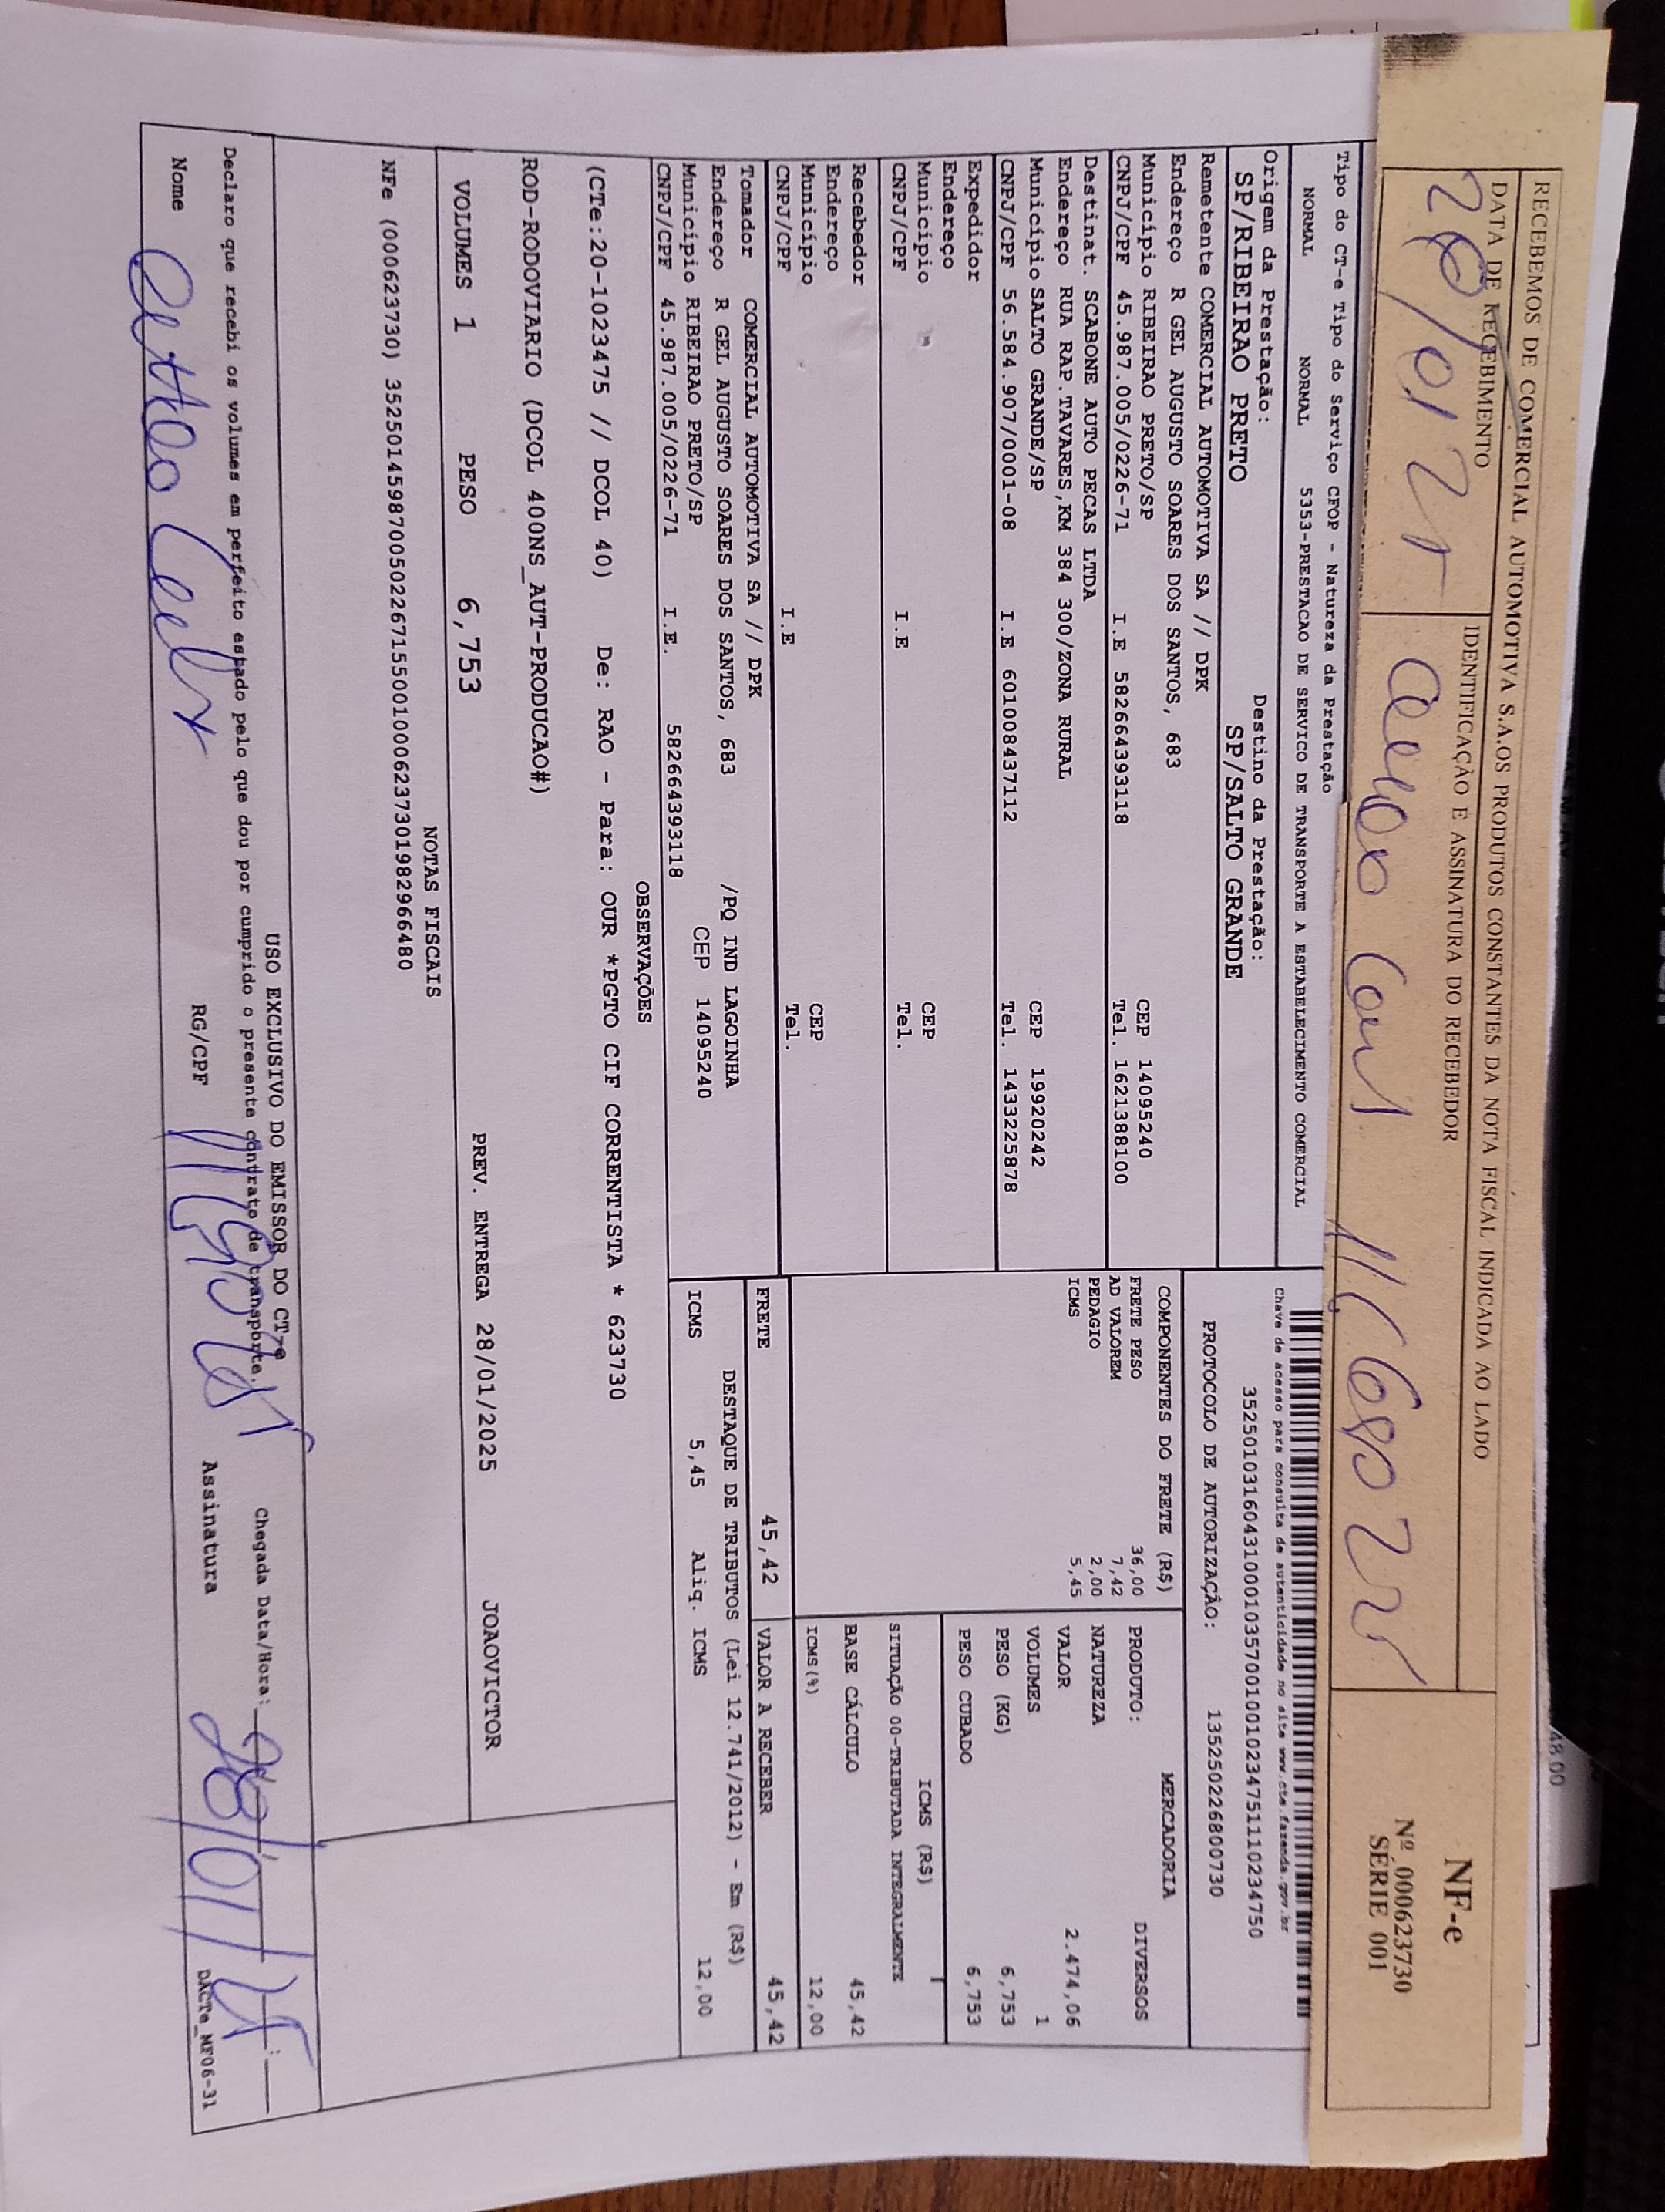 RECEBEMOS DE COMERCIAL AUTOMOTIVA S.A.OS PRODUTOS CONSTANTES DA NOTA FISCAL INDICADA AO LADO
DATA DE RECEBIMENTO
IDENTIFICAÇÃO E ASSINATURA DO RECEBEDOR
28/01/25
NF-e
Nº 000623730
SÉRIE 001
48,00
Tipo do CT-e Tipo do Serviço CFOP - Natureza da Prestação
NORMAL NORMAL 5353-PRESTACAO DE SERVICO DE TRANSPORTE A ESTABELECIMENTO COMERCIAL
Chave de acesso para consulta de autenticidade no site www.cte.fazenda.gov.br
35250103160431000103570010010234751110234750
Origem da Prestação: Destino da Prestação:
SP/RIBEIRAO PRETO SP/SALTO GRANDE
PROTOCOLO DE AUTORIZAÇÃO: 135250226800730
Remetente COMERCIAL AUTOMOTIVA SA // DPK
Endereço R GEL AUGUSTO SOARES DOS SANTOS, 683
Município RIBEIRAO PRETO/SP CEP 14095240
CNPJ/CPF 45.987.005/0226-71 I.E 582664393118 Tel. 1621388100
Destinat. SCABONE AUTO PECAS LTDA
Endereço RUA RAP.TAVARES,KM 384 300/ZONA RURAL
Município SALTO GRANDE/SP CEP 19920242
CNPJ/CPF 56.584.907/0001-08 I.E 601008437112 Tel. 1433225878
Expedidor
Endereço
Município CEP
CNPJ/CPF I.E Tel.
Recebedor
Endereço
Município CEP
CNPJ/CPF I.E Tel.
Tomador COMERCIAL AUTOMOTIVA SA // DPK
Endereço R GEL AUGUSTO SOARES DOS SANTOS, 683 /PQ IND LAGOINHA
Município RIBEIRAO PRETO/SP CEP 14095240
CNPJ/CPF 45.987.005/0226-71 I.E. 582664393118
COMPONENTES DO FRETE (R$)
FRETE PESO 36,00
AD VALOREM 7,42
PEDAGIO 2,00
ICMS 5,45
MERCADORIA
PRODUTO: DIVERSOS
NATUREZA
VALOR 2.474,06
VOLUMES 1
PESO (KG) 6,753
PESO CUBADO 6,753
ICMS (R$)
SITUAÇÃO 00-TRIBUTADA INTEGRALMENTE
BASE CÁLCULO 45,42
ICMS(%) 12,00
FRETE 45,42
VALOR A RECEBER 45,42
DESTAQUE DE TRIBUTOS (Lei 12.741/2012) - Em (R$)
ICMS 5,45 Aliq. ICMS 12,00
OBSERVAÇÕES
(CTe:20-1023475 // DCOL 40) De: RAO - Para: OUR *PGTO CIF CORRENTISTA * 623730
ROD-RODOVIARIO (DCOL 400NS_AUT-PRODUCAO#)
VOLUMES 1 PESO 6,753 PREV. ENTREGA 28/01/2025 JOAOVICTOR
NOTAS FISCAIS
NFe (000623730) 35250145987005022671550010006237301982966480
USO EXCLUSIVO DO EMISSOR DO CT-e
Declaro que recebi os volumes em perfeito estado pelo que dou por cumprido o presente contrato de transporte.
Chegada Data/Hora: 28/01/25
Nome RG/CPF Assinatura
DACTe_MF06-31